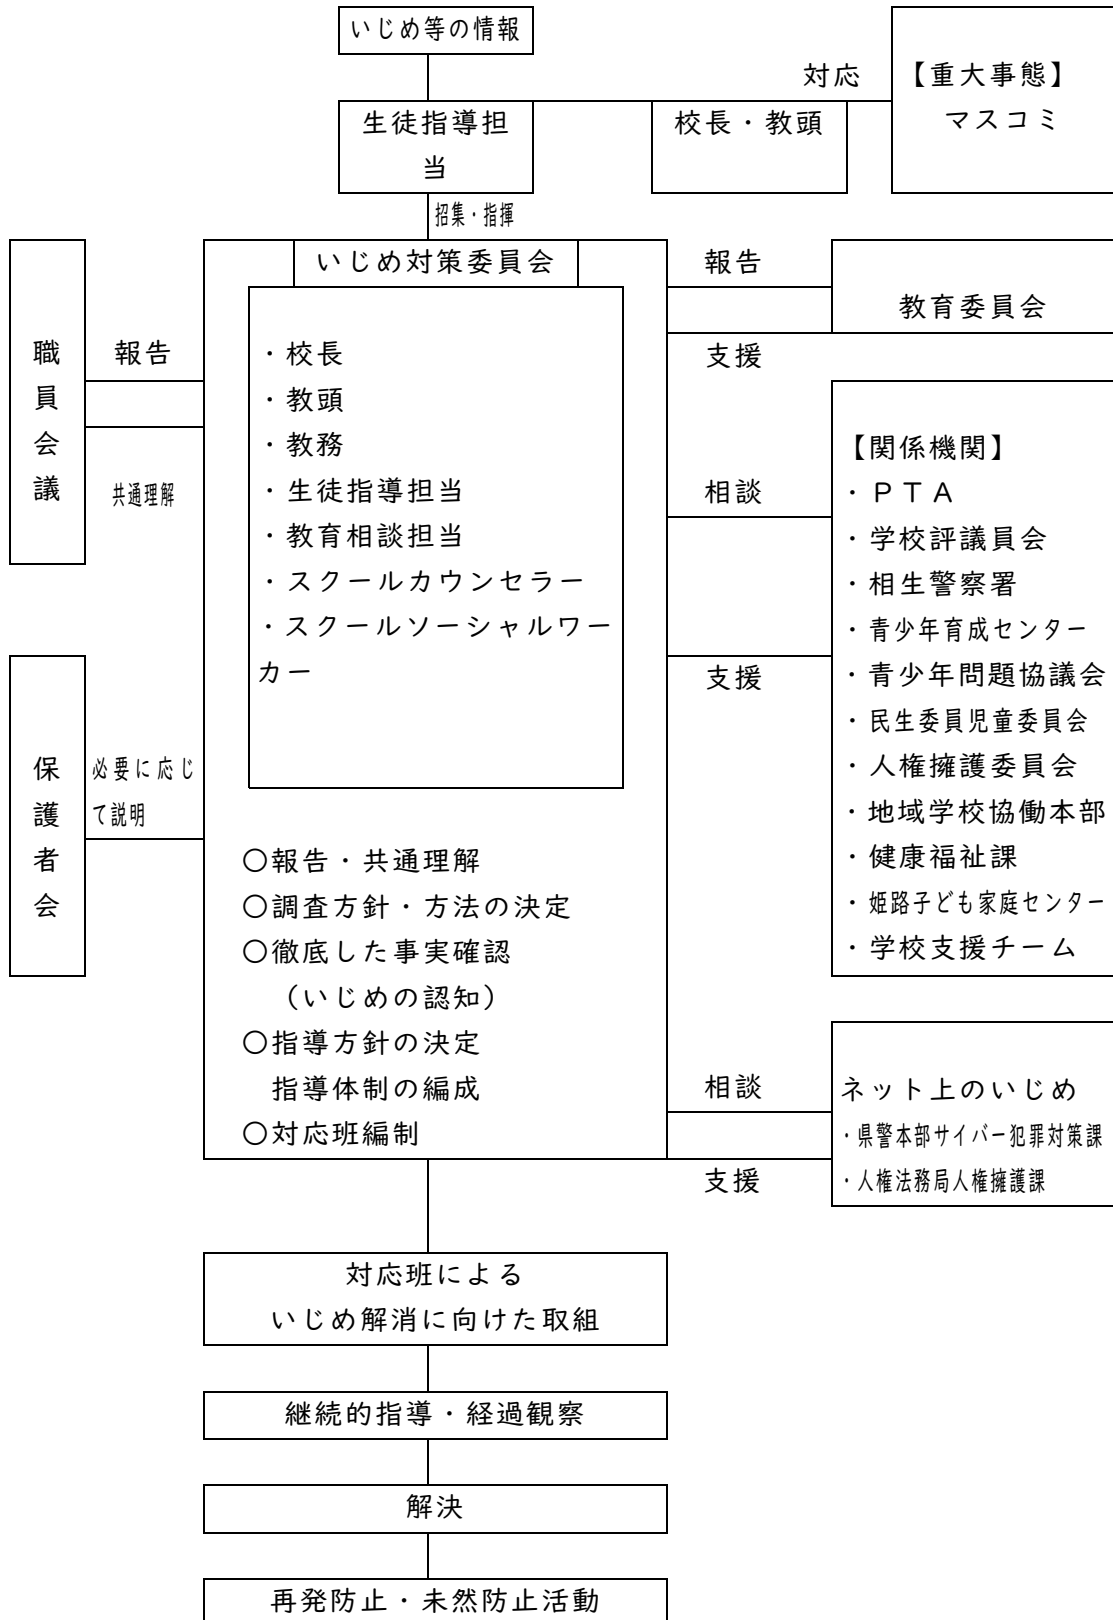 いじめ等の情報
対応
【重大事態】
マスコミ
生徒指導担
当
校長・教頭
招集・指揮
いじめ対策委員会
・校長
・教頭
・教務
・生徒指導担当
・教育相談担当
・スクールカウンセラー
・スクールソーシャルワー
カー
〇報告・共通理解
〇調査方針・方法の決定
〇徹底した事実確認
（いじめの認知）
〇指導方針の決定
指導体制の編成
〇対応班編制
職員会議
報告
共通理解
保護者会
必要に応じ
て説明
報告
支援
教育委員会
相談
支援
【関係機関】
・ＰＴＡ
・学校評議員会
・相生警察署
・青少年育成センター
・青少年問題協議会
・民生委員児童委員会
・人権擁護委員会
・地域学校協働本部
・健康福祉課
・姫路子ども家庭センター
・学校支援チーム
相談
支援
ネット上のいじめ
・県警本部サイバー犯罪対策課
・人権法務局人権擁護課
対応班による
いじめ解消に向けた取組
継続的指導・経過観察
解決
再発防止・未然防止活動